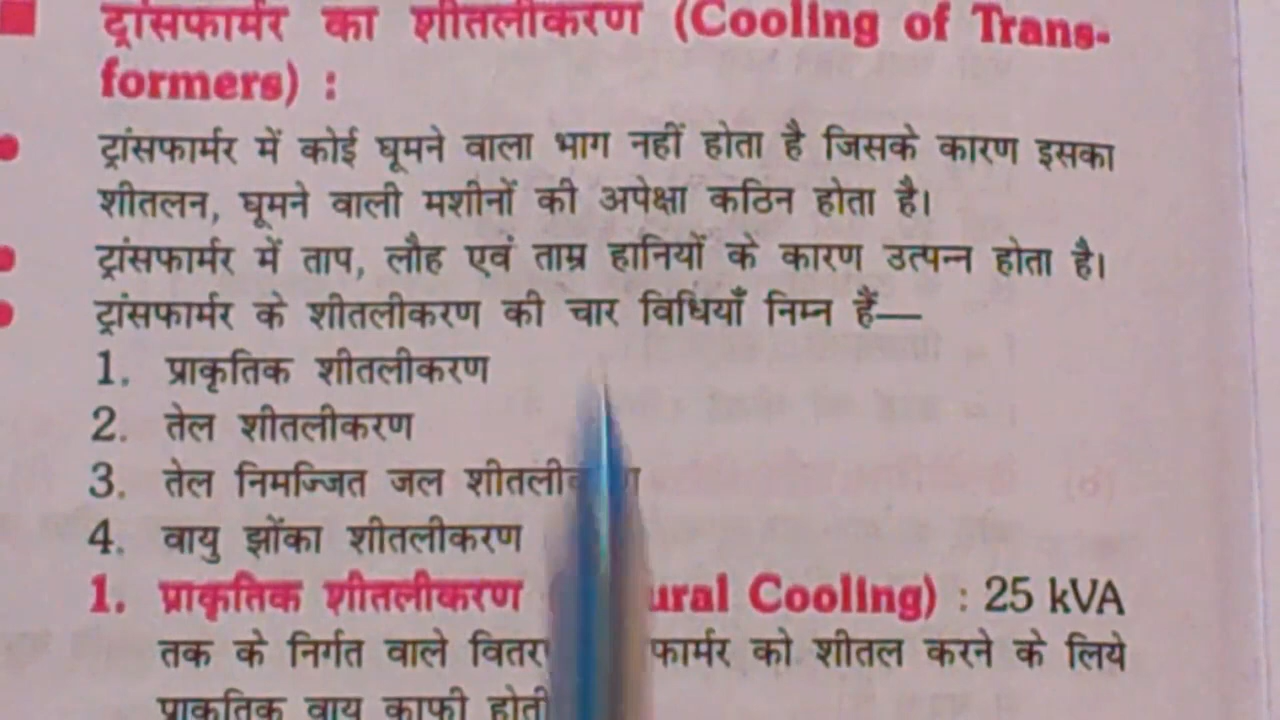 ट्रांसफार्मर का शीतलीकरण (Cooling of Trans-
formers) :
ट्रांसफार्मर में कोई घूमने वाला भाग नहीं होता है जिसके कारण इसका
शीतलन, घूमने वाली मशीनों की अपेक्षा कठिन होता है।
ट्रांसफार्मर में ताप, लौह एवं ताम्र हानियों के कारण उत्पन्न होता है।
ट्रांसफार्मर के शीतलीकरण की चार विधियाँ निम्न हैं—
1. प्राकृतिक शीतलीकरण
2. तेल शीतलीकरण
3. तेल निमज्जित जल
4. वायु झोंका शीतलीकरण
1. प्राकृतिक शीतलीकरण Cooling) : 25 kVA
तक के निर्गत वाले को शीतल करने के लिये
प्राकृतिक वायु काफी होती